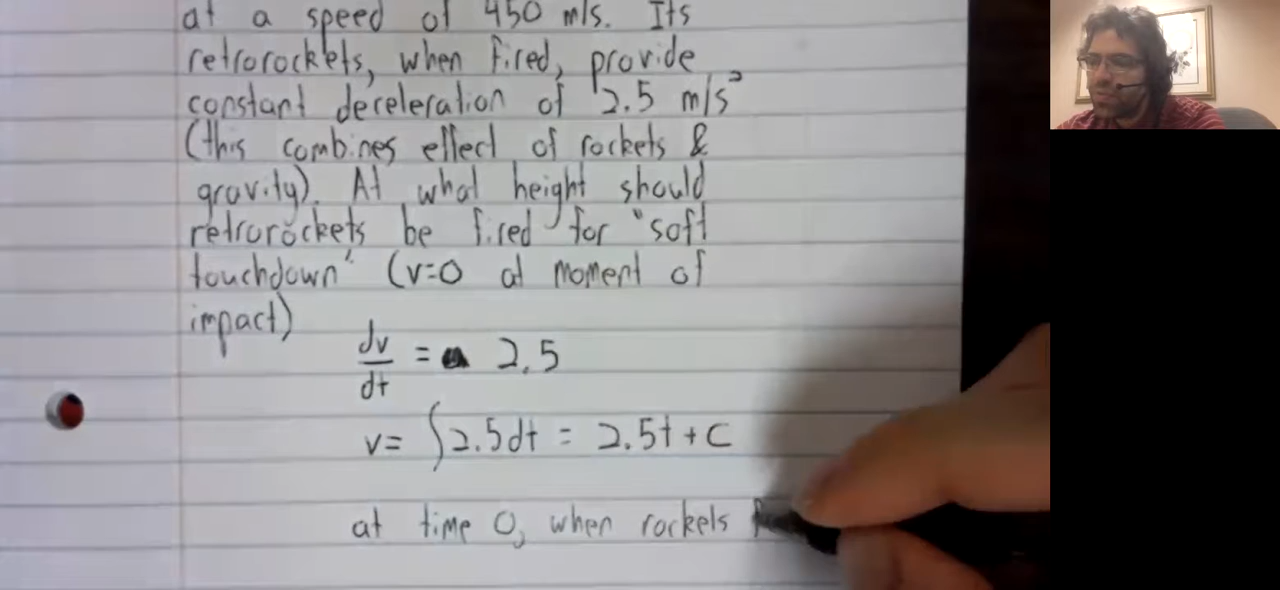 at a speed of 450 m/s. Its
retrorockets, when fired, provide
constant deceleration of 2.5 m/s²
(this combines effect of rockets &
gravity). At what height should
retrorockets be fired for "soft
touchdown" (v=0 at moment of
impact)
dv/dt = 2.5
v= ∫2.5dt = 2.5t + C
at time 0, when rockets